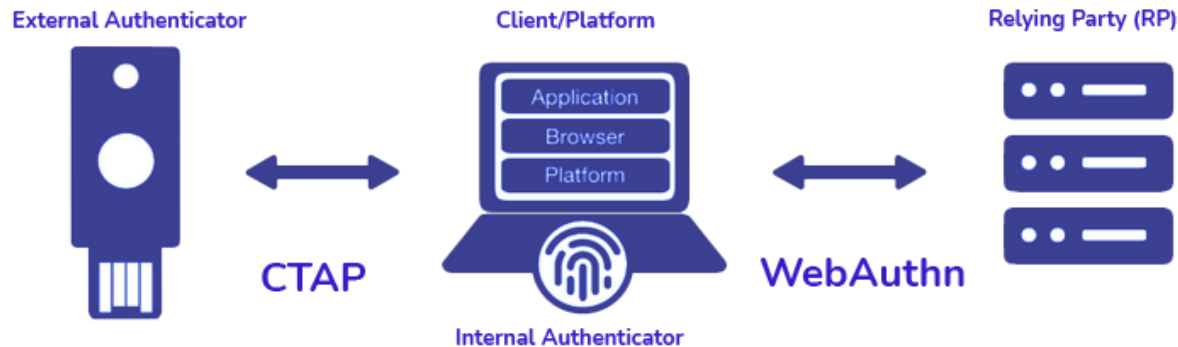 External Authenticator
Client/Platform
Relying Party (RP)
Application
Browser
Platform
CTAP
WebAuthn
Internal Authenticator